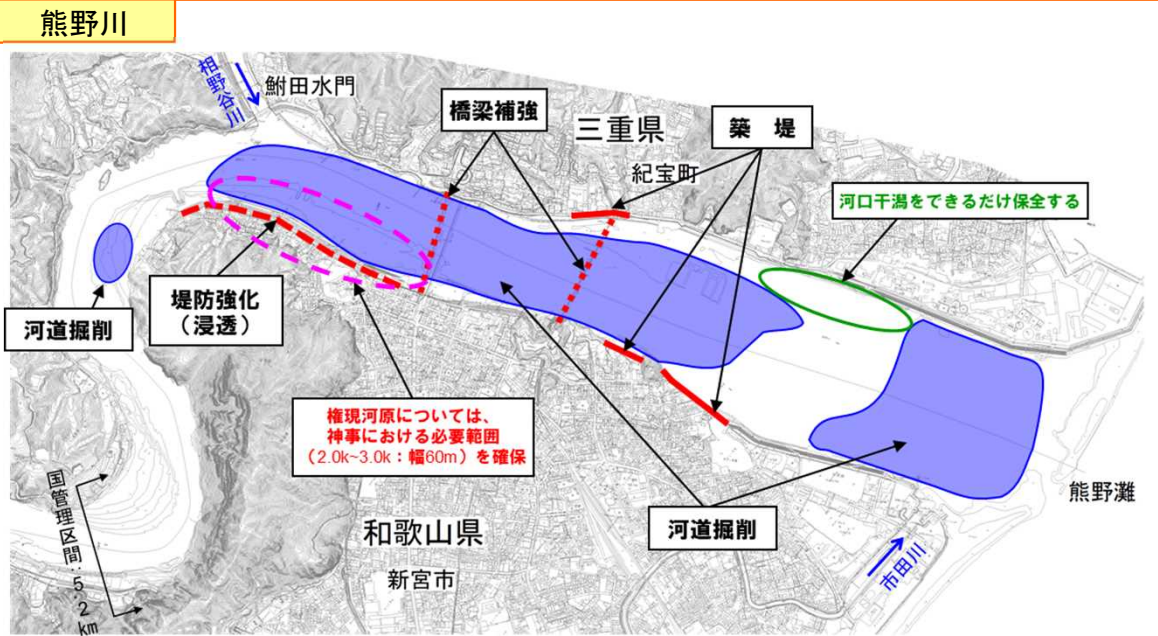 熊野川
相野谷川
鮒田水門
橋梁補強
三重県
築　堤
紀宝町
河口干潟をできるだけ保全する
堤防強化
（浸透）
河道掘削
権現河原については、
神事における必要範囲
（2.0k~3.0k：幅60m）を確保
国管理区間：5.2km
熊野灘
和歌山県
河道掘削
新宮市
市田川